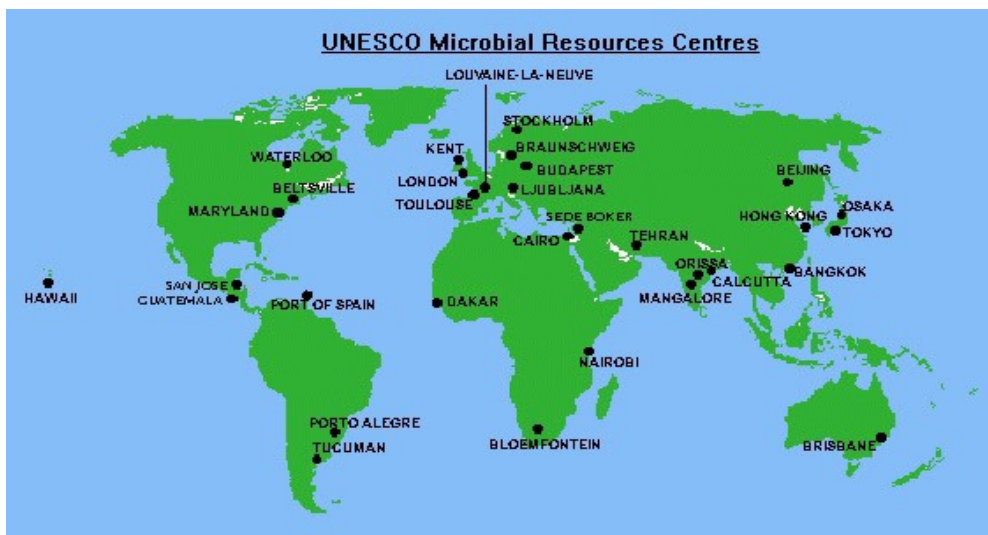 UNESCO Microbial Resources Centres
LOUVAINE-LA-NEUVE
STOCKHOLM
KENT
BRAUNSCHWEIG
WATERLOO
BUDAPEST
BEIJING
LONDON
BELTSVILLE
LJUBLJANA
TOULOUSE
OSAKA
MARYLAND
SEDE BOKER
HONG KONG
TOKYO
CAIRO
TEHRAN
ORISSA
BANGKOK
SAN JOSE
CALCUTTA
HAWAII
GUATEMALA
PORT OF SPAIN
DAKAR
MANGALORE
NAIROBI
PORTO ALEGRE
TUCUMAN
BLOEMFONTEIN
BRISBANE